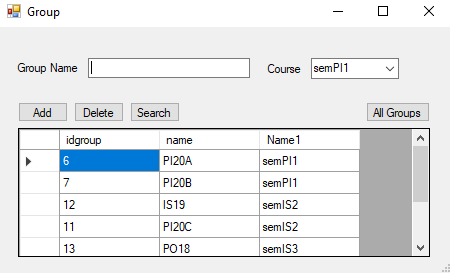 Group
Group Name Course semPI1
Add Delete Search All Groups
idgroup name Name1
6 PI20A semPI1
7 PI20B semPI1
12 IS19 semIS2
11 PI20C semIS2
13 PO18 semIS3